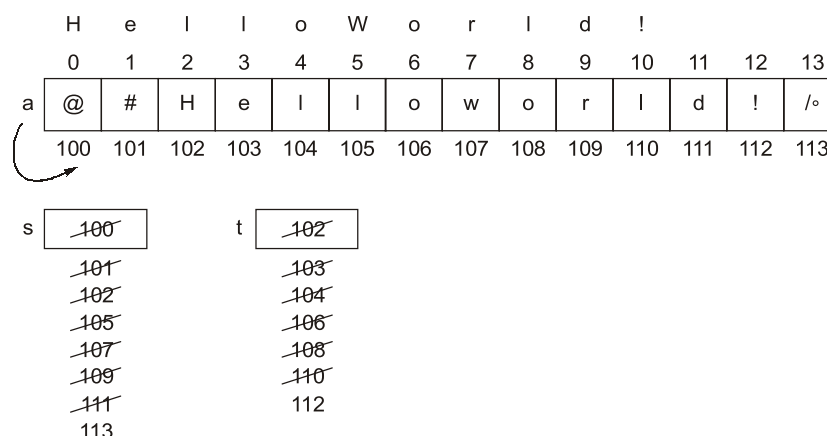 H e l l o W o r l d !
0 1 2 3 4 5 6 7 8 9 10 11 12 13
a @ # H e l l o w o r l d ! /∘
100 101 102 103 104 105 106 107 108 109 110 111 112 113
s 100 t 102
101 103
102 104
105 106
107 108
109 110
111 112
113